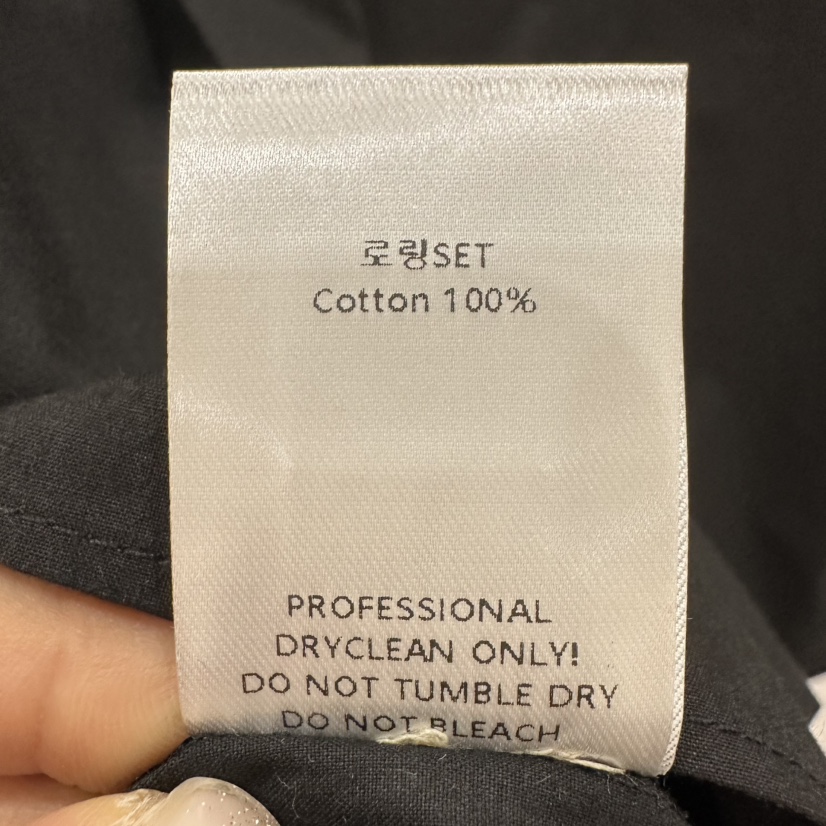 로링SET
Cotton 100%
PROFESSIONAL
DRYCLEAN ONLY!
DO NOT TUMBLE DRY
DO NOT BLEACH